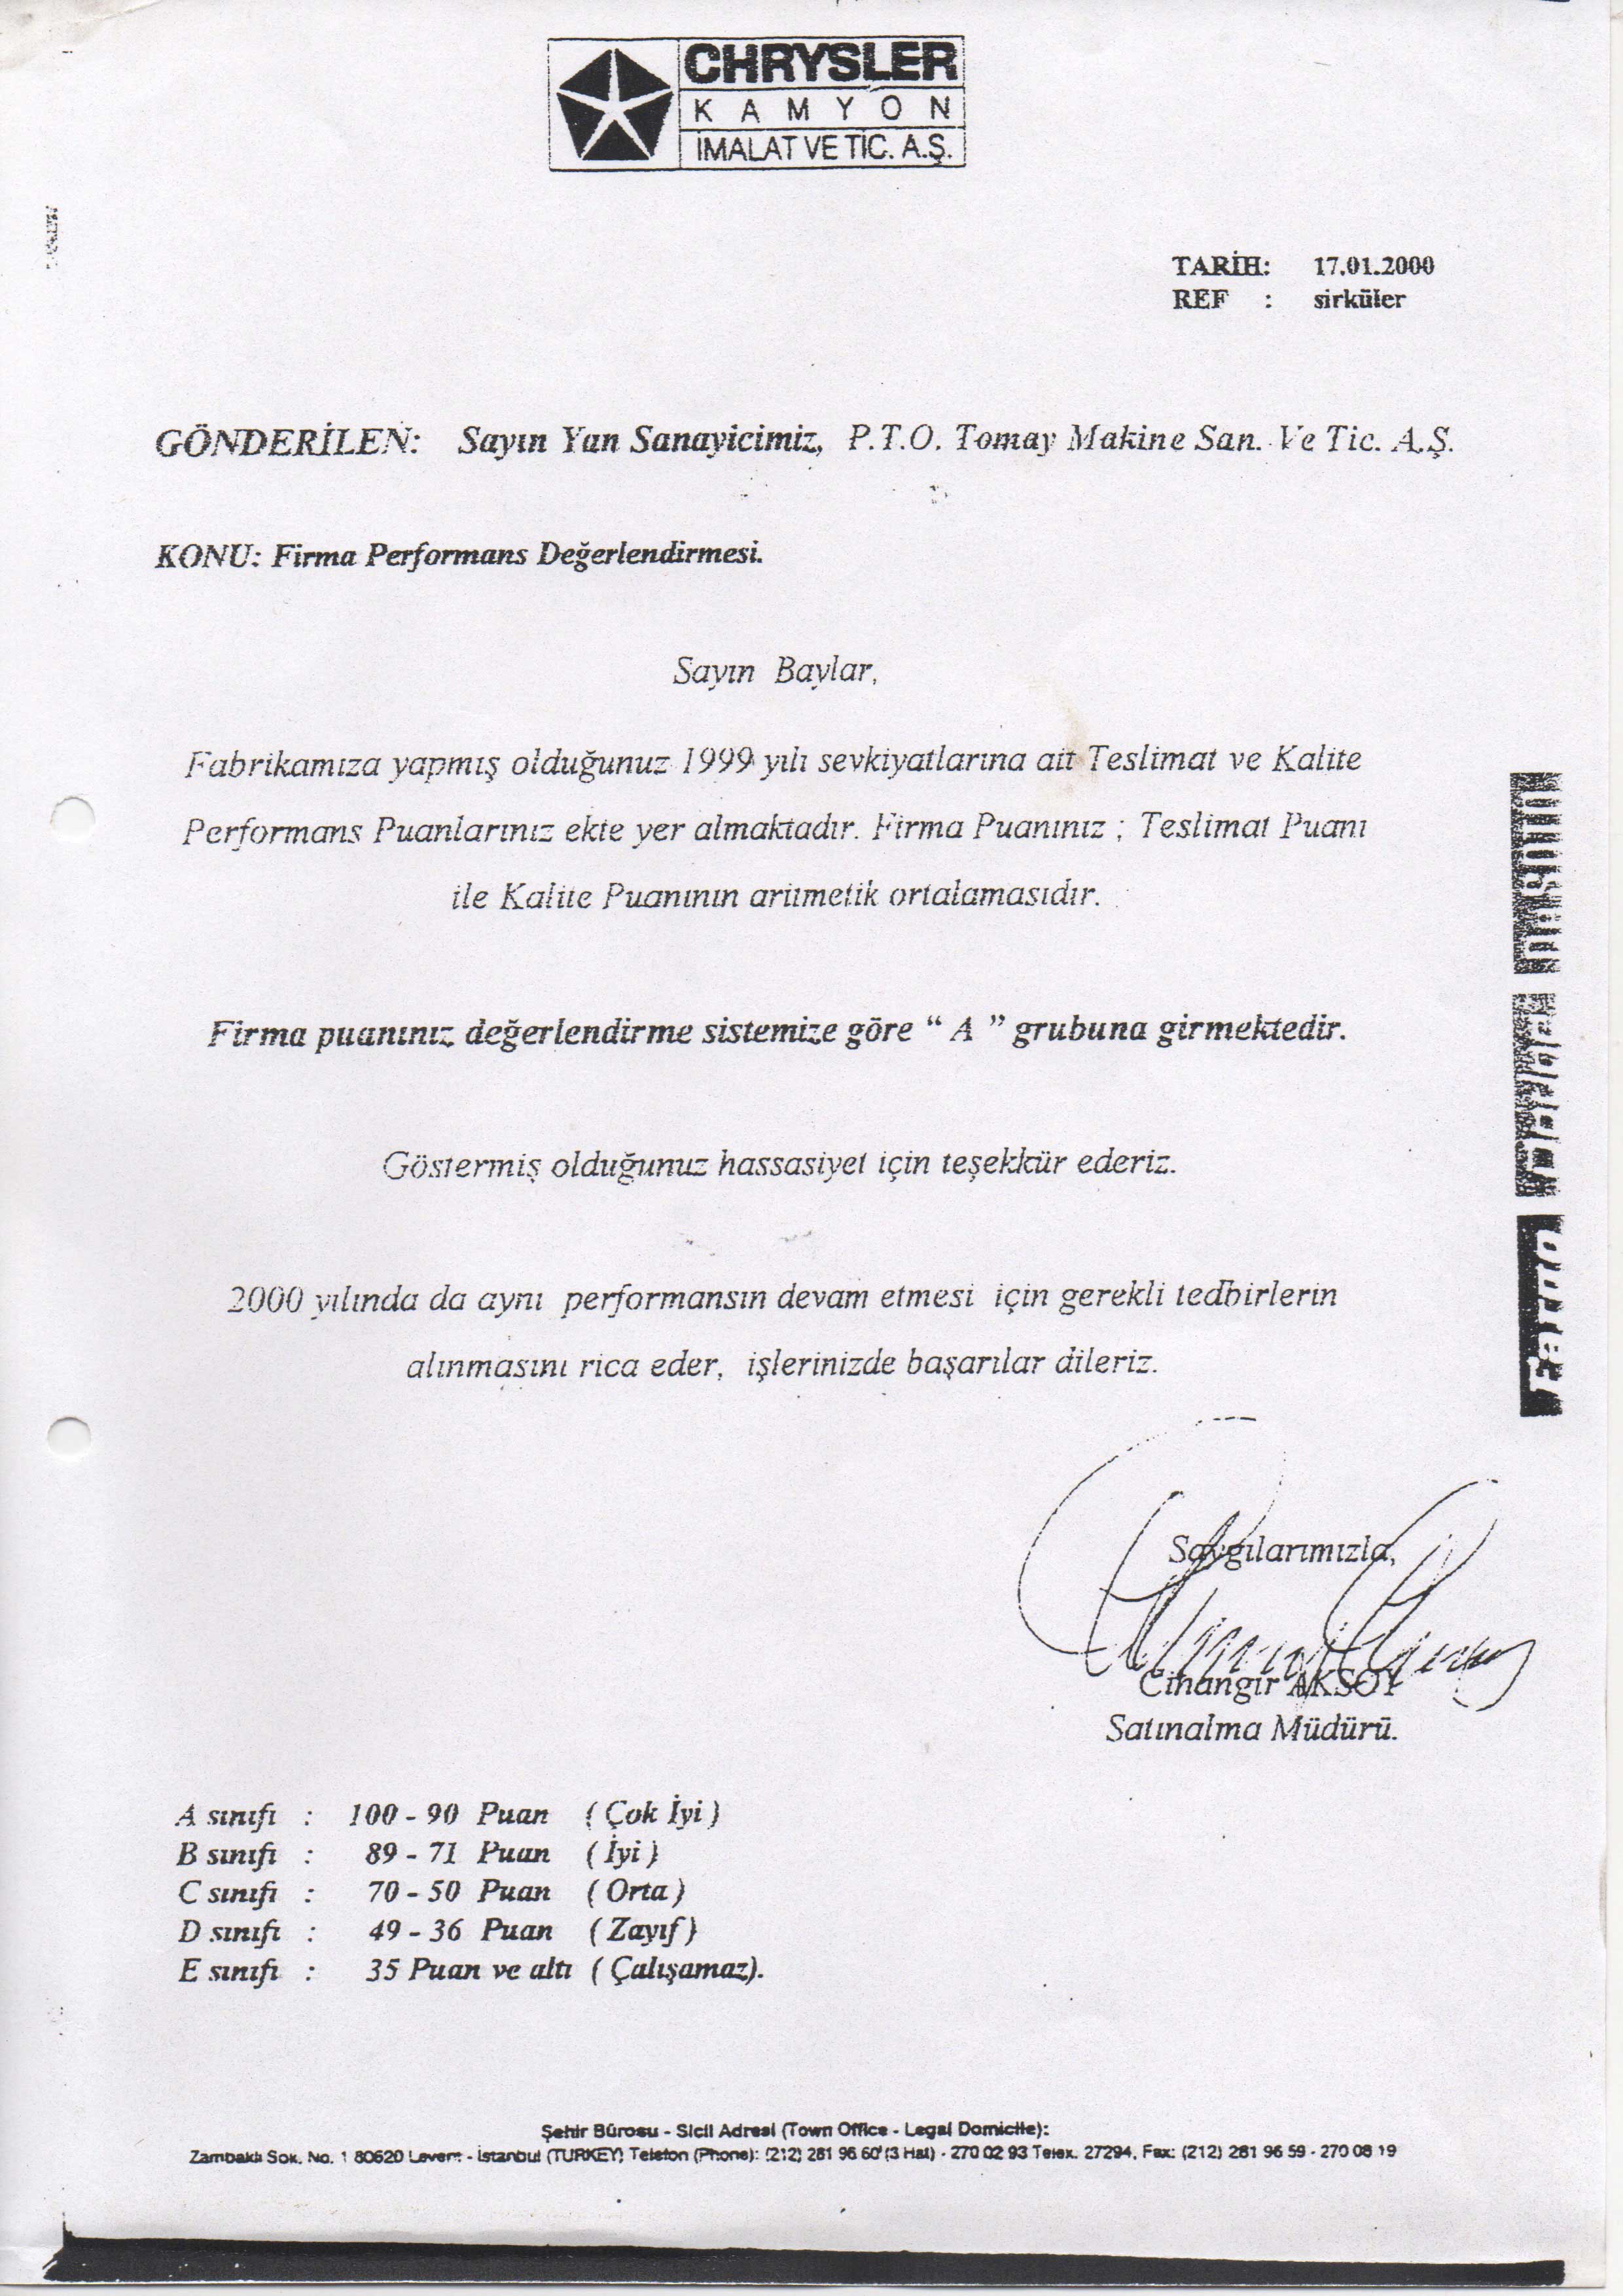 CHRYSLER
KAMYON
İMALAT VE TİC. A.Ş.
TARİH: 17.01.2000
REF : sirküler
GÖNDERİLEN: Sayın Yan Sanayicimiz, P.T.O. Tomay Makine San. Ve Tic. A.Ş.
KONU: Firma Performans Değerlendirmesi.
Sayın Baylar,
Fabrikamıza yapmış olduğunuz 1999 yılı sevkiyatlarına ait Teslimat ve Kalite
Performans Puanlarınız ekte yer almaktadır. Firma Puanınız ; Teslimat Puanı
ile Kalite Puanının aritmetik ortalamasıdır.
Firma puanınız değerlendirme sistemize göre “ A ” grubuna girmektedir.
Göstermiş olduğunuz hassasiyet için teşekkür ederiz.
2000 yılında da aynı performansın devam etmesi için gerekli tedbirlerin
alınmasını rica eder, işlerinizde başarılar dileriz.
Saygılarımızla,
Cihangir AKSOY
Satınalma Müdürü.
A sınıfı : 100 - 90 Puan ( Çok İyi )
B sınıfı : 89 - 71 Puan ( İyi )
C sınıfı : 70 - 50 Puan ( Orta )
D sınıfı : 49 - 36 Puan ( Zayıf )
E sınıfı : 35 Puan ve altı ( Çalışamaz).
Şehir Bürosu - Sicil Adresi (Town Office - Legal Domicile):
Zambaklı Sok. No. 1 80620 Levent - İstanbul (TURKEY) Telefon (Phone): (212) 281 96 60 (3 Hat) - 270 02 93 Telex. 27294, Fax: (212) 281 96 59 - 270 08 19